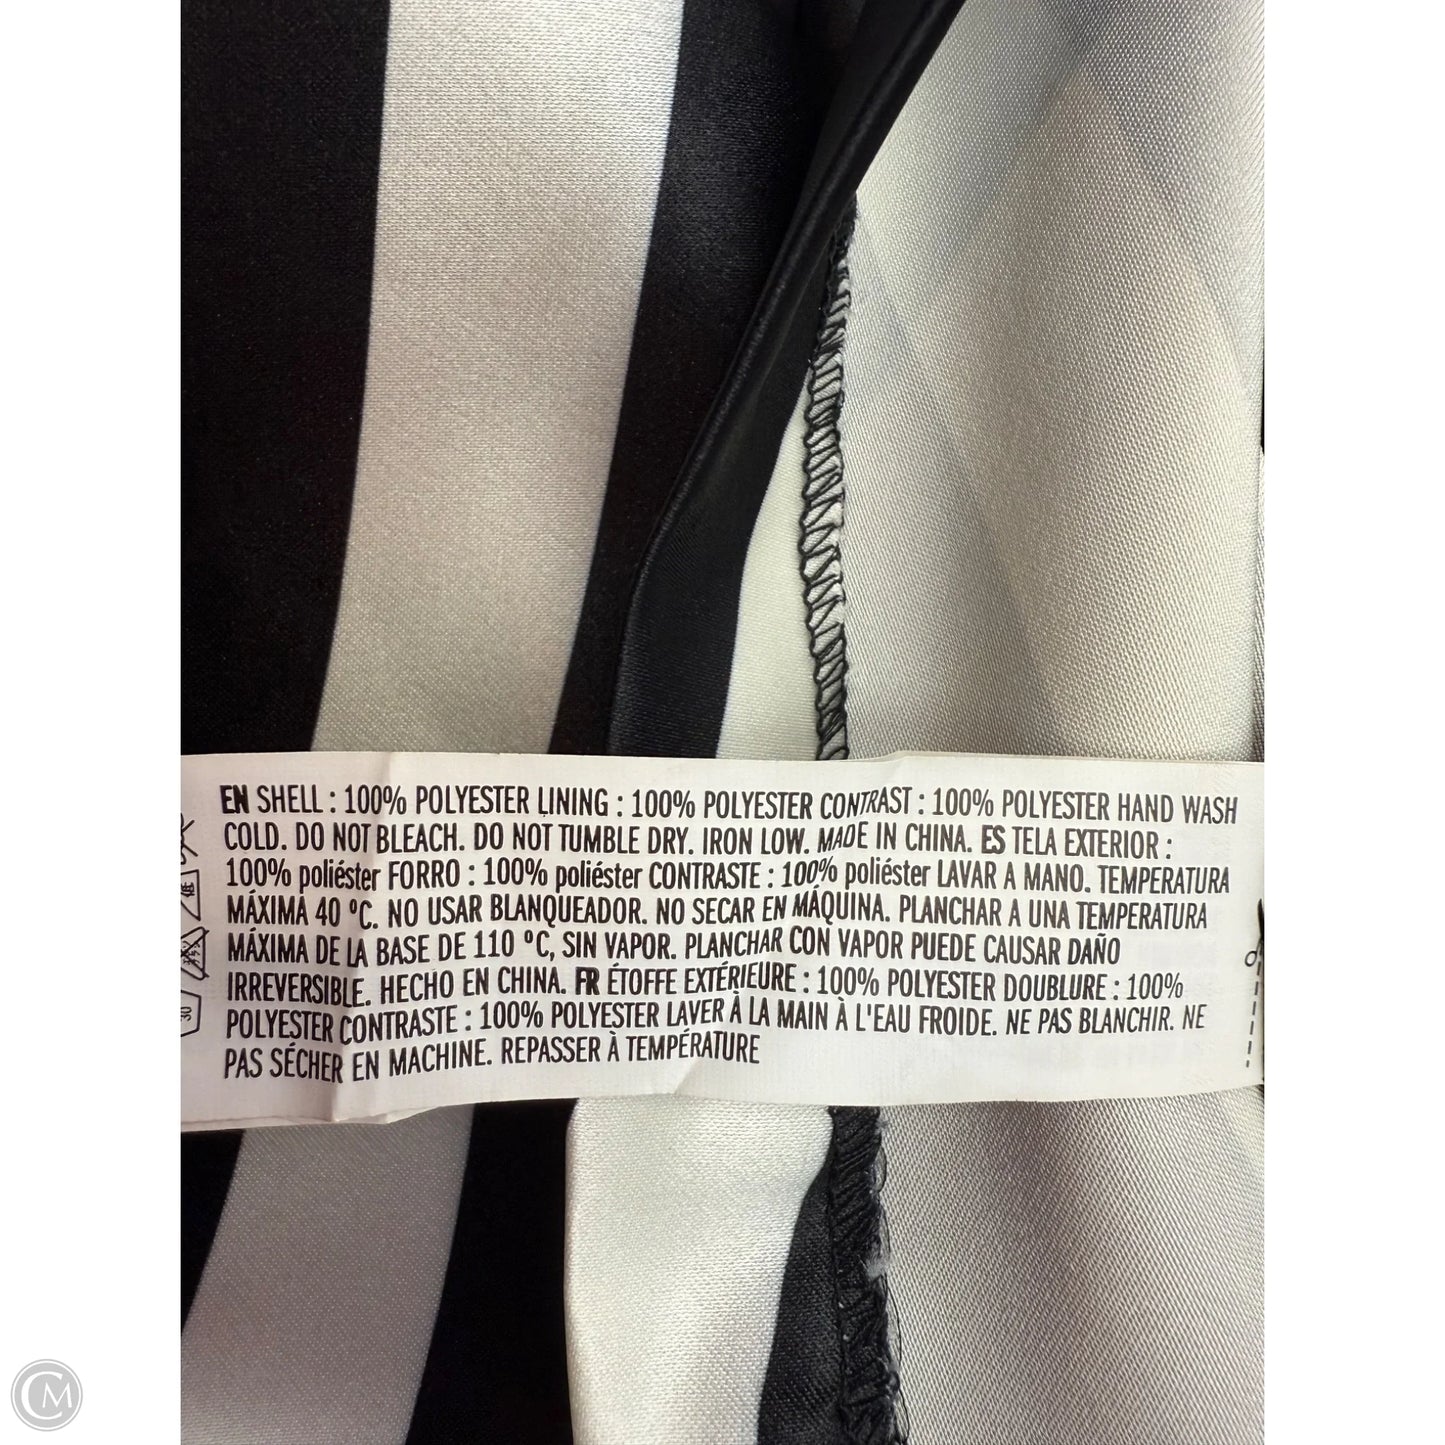 EN SHELL : 100% POLYESTER LINING : 100% POLYESTER CONTRAST : 100% POLYESTER HAND WASH
COLD. DO NOT BLEACH. DO NOT TUMBLE DRY. IRON LOW. MADE IN CHINA. ES TELA EXTERIOR :
100% poliéster FORRO : 100% poliéster CONTRASTE : 100% poliéster LAVAR A MANO. TEMPERATURA
MÁXIMA 40 ºC. NO USAR BLANQUEADOR. NO SECAR EN MÁQUINA. PLANCHAR A UNA TEMPERATURA
MÁXIMA DE LA BASE DE 110 ºC, SIN VAPOR. PLANCHAR CON VAPOR PUEDE CAUSAR DAÑO
IRREVERSIBLE. HECHO EN CHINA. FR ÉTOFFE EXTÉRIEURE : 100% POLYESTER DOUBLURE : 100%
POLYESTER CONTRASTE : 100% POLYESTER LAVER À LA MAIN À L'EAU FROIDE. NE PAS BLANCHIR. NE
PAS SÉCHER EN MACHINE. REPASSER À TEMPÉRATURE
30
CM